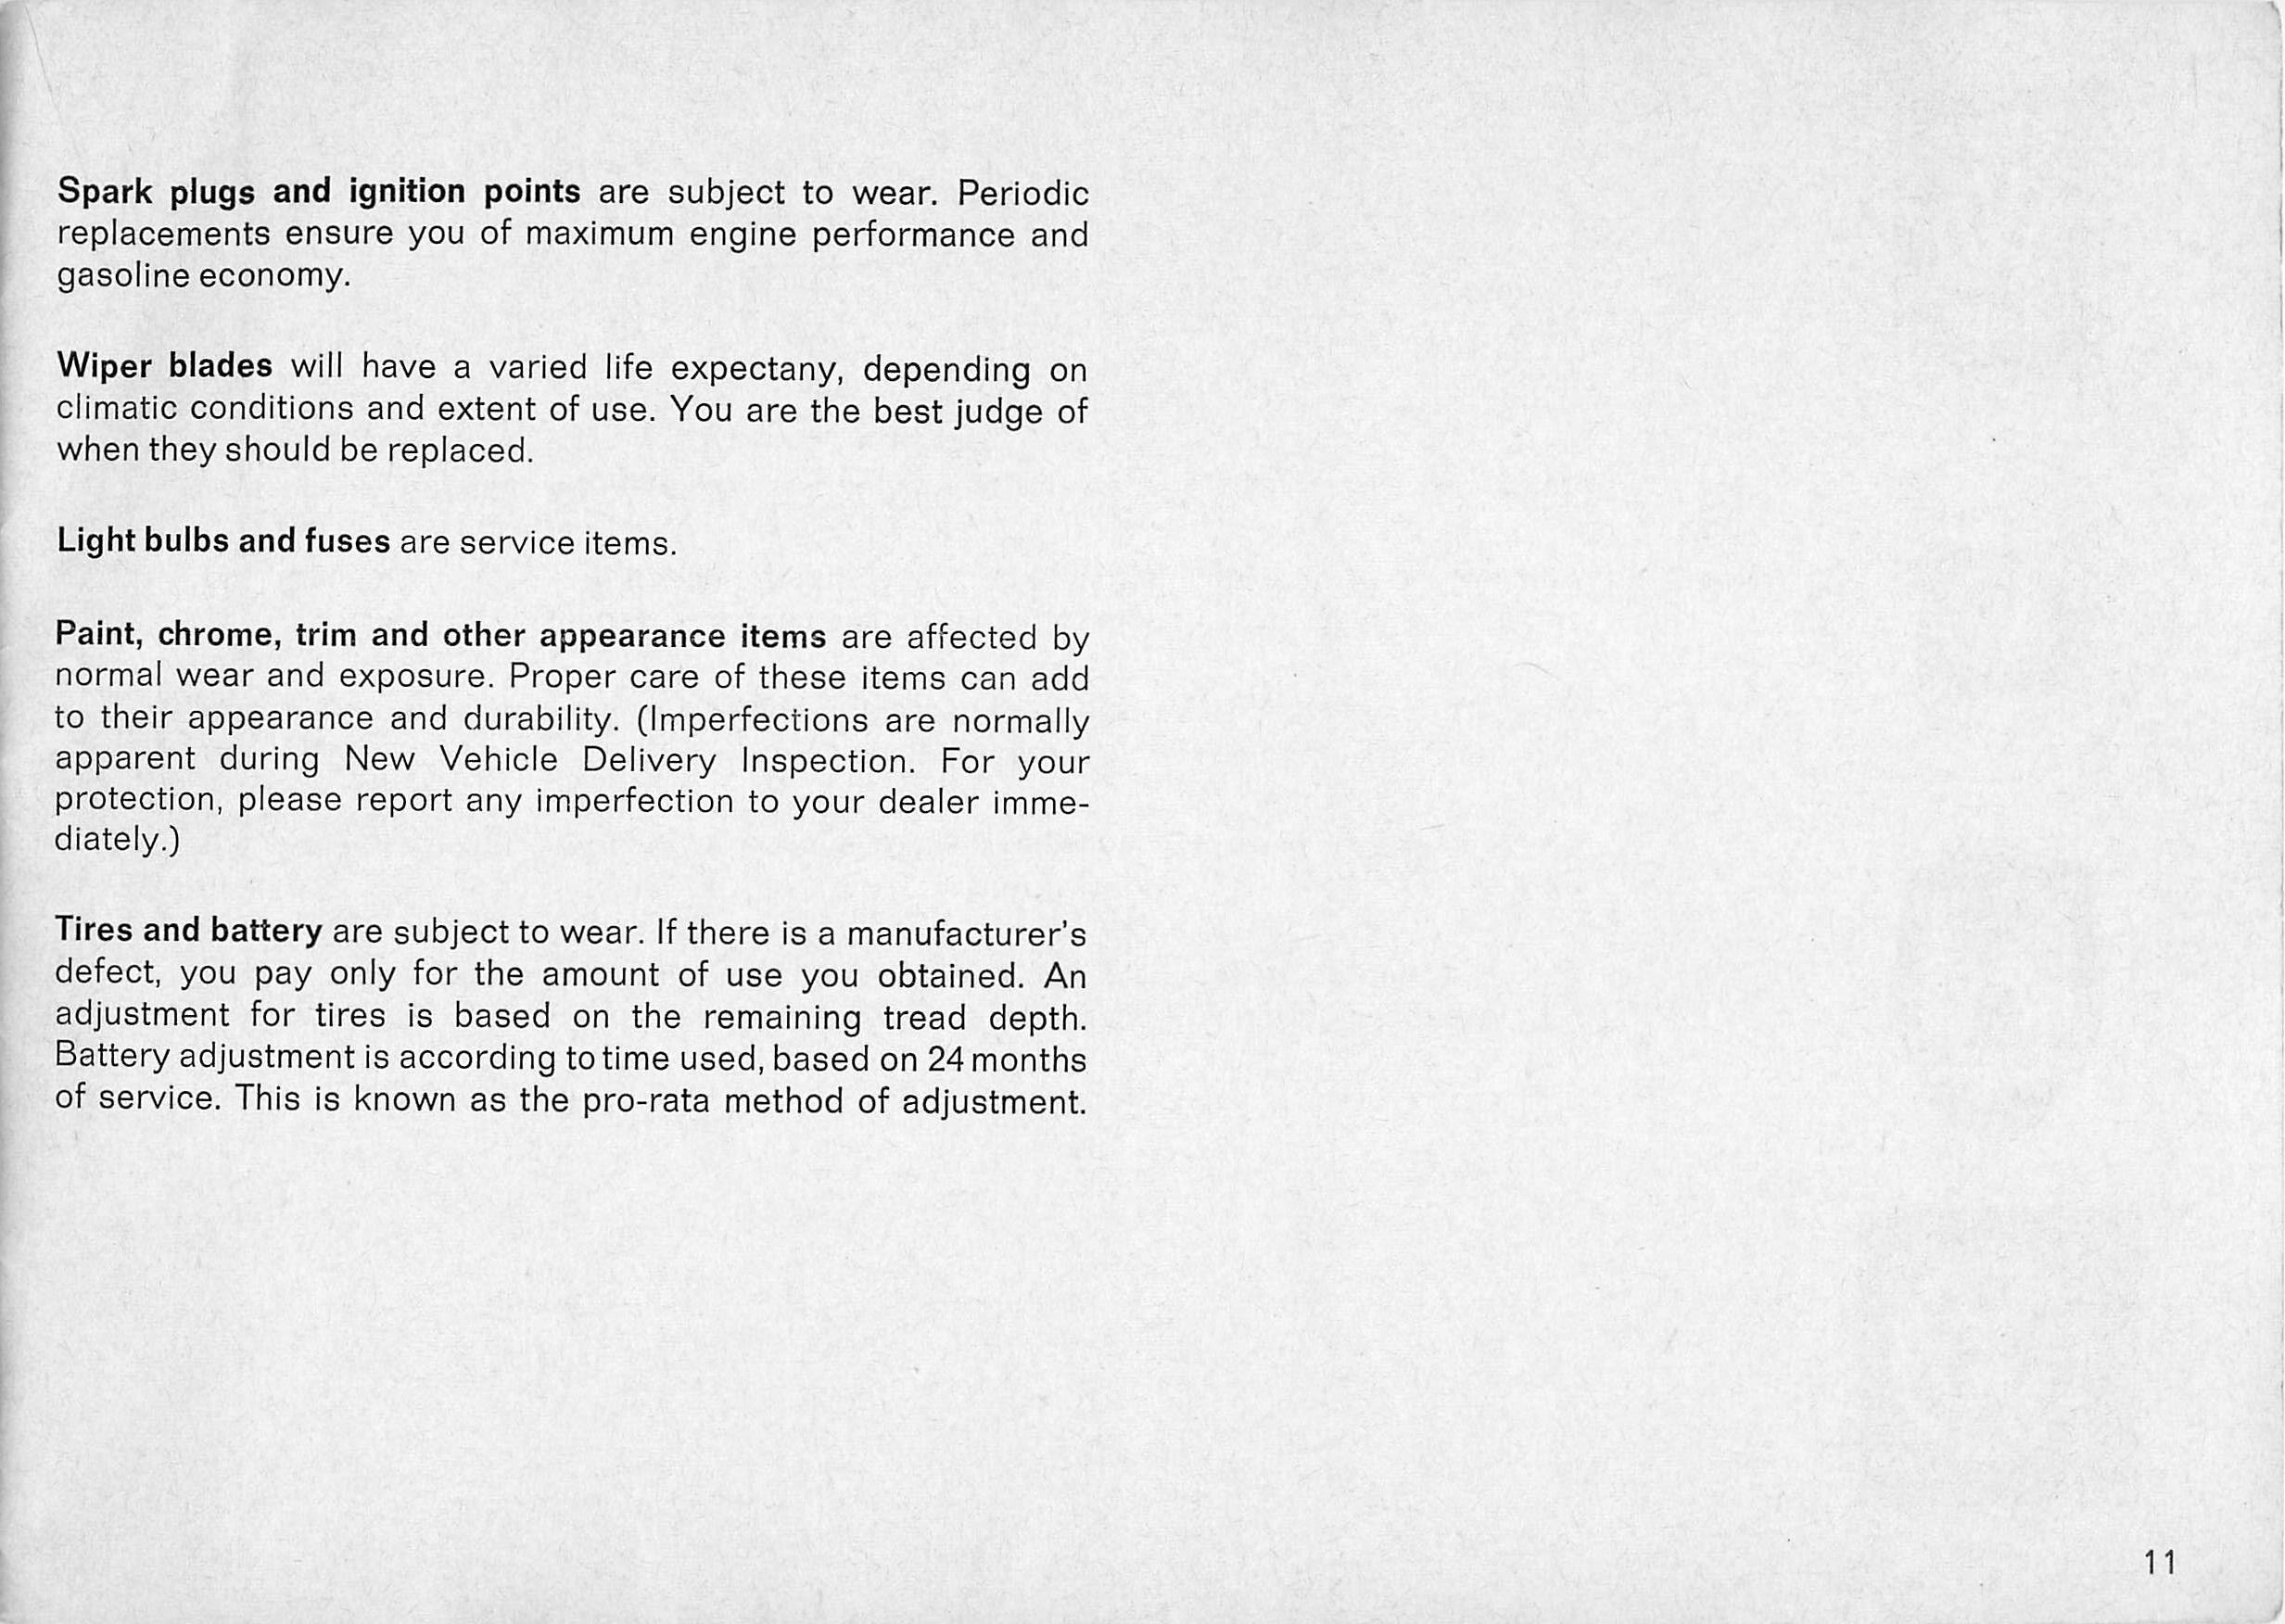 Spark plugs and ignition points are subject to wear. Periodic
replacements ensure you of maximum engine performance and
gasoline economy.
Wiper blades will have a varied life expectany, depending on
climatic conditions and extent of use. You are the best judge of
when they should be replaced.
Light bulbs and fuses are service items.
Paint, chrome, trim and other appearance items are affected by
normal wear and exposure. Proper care of these items can add
to their appearance and durability. (Imperfections are normally
apparent during New Vehicle Delivery Inspection. For your
protection, please report any imperfection to your dealer imme-
diately.)
Tires and battery are subject to wear. If there is a manufacturer's
defect, you pay only for the amount of use you obtained. An
adjustment for tires is based on the remaining tread depth.
Battery adjustment is according to time used, based on 24 months
of service. This is known as the pro-rata method of adjustment.
11